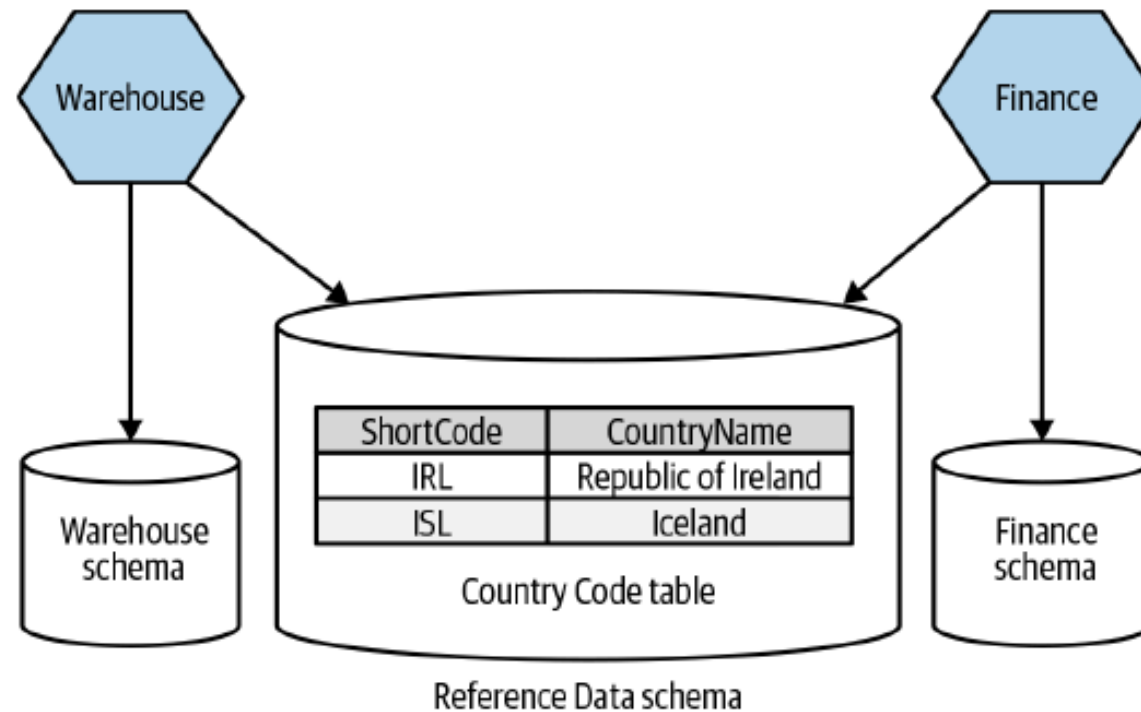 Warehouse
Finance
ShortCode CountryName
IRL Republic of Ireland
ISL Iceland
Country Code table
Warehouse
schema
Finance
schema
Reference Data schema